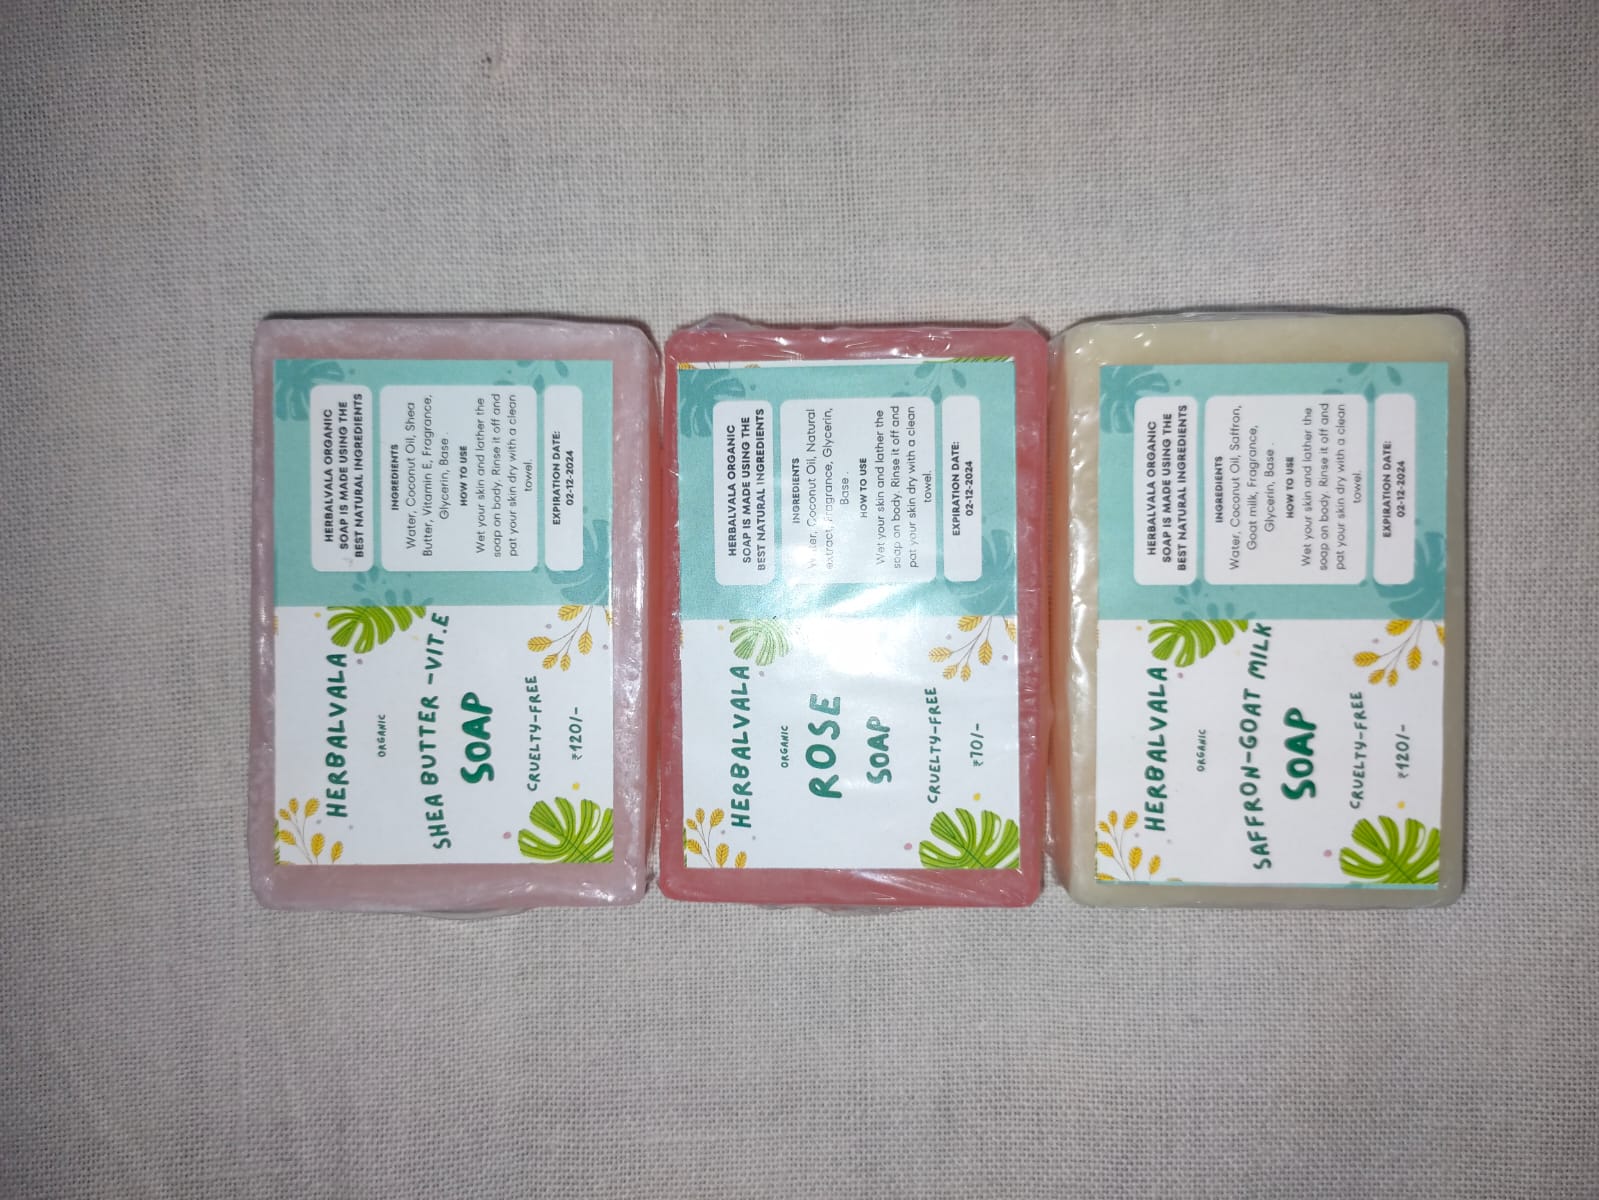 HERBALVALA
ORGANIC
SHEA BUTTER -VIT.E
SOAP
CRUELTY-FREE
₹120/-
HERBALVALA ORGANIC
SOAP IS MADE USING THE
BEST NATURAL INGREDIENTS
INGREDIENTS
Water, Coconut Oil, Shea
Butter, Vitamin E, Fragrance,
Glycerin, Base .
HOW TO USE
Wet your skin and lather the
soap on body. Rinse it off and
pat your skin dry with a clean
towel.
EXPIRATION DATE:
02-12-2024
HERBALVALA
ORGANIC
ROSE
SOAP
CRUELTY-FREE
₹70/-
HERBALVALA ORGANIC
SOAP IS MADE USING THE
BEST NATURAL INGREDIENTS
INGREDIENTS
Water, Coconut Oil, Natural
extract, Fragrance, Glycerin,
Base .
HOW TO USE
Wet your skin and lather the
soap on body. Rinse it off and
pat your skin dry with a clean
towel.
EXPIRATION DATE:
02-12-2024
HERBALVALA
ORGANIC
SAFFRON-GOAT MILK
SOAP
CRUELTY-FREE
₹120/-
HERBALVALA ORGANIC
SOAP IS MADE USING THE
BEST NATURAL INGREDIENTS
INGREDIENTS
Water, Coconut Oil, Saffron,
Goat milk, Fragrance,
Glycerin, Base .
HOW TO USE
Wet your skin and lather the
soap on body. Rinse it off and
pat your skin dry with a clean
towel.
EXPIRATION DATE:
02-12-2024